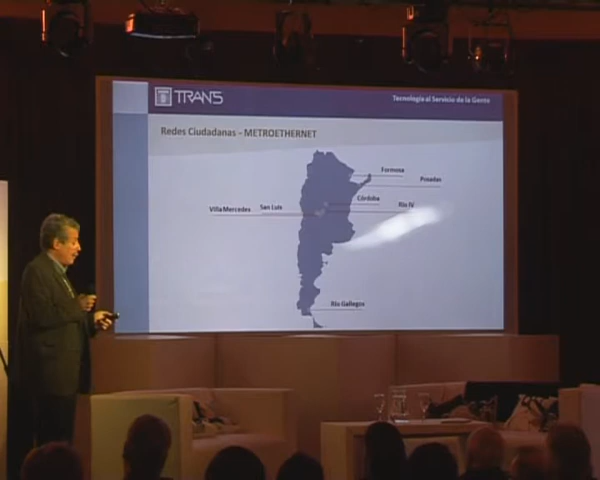 TRANS
Tecnología al Servicio de la Gente
Redes Ciudadanas – METROETHERNET
Formosa
Posadas
Córdoba
Villa Mercedes
San Luis
Río IV
Río Gallegos